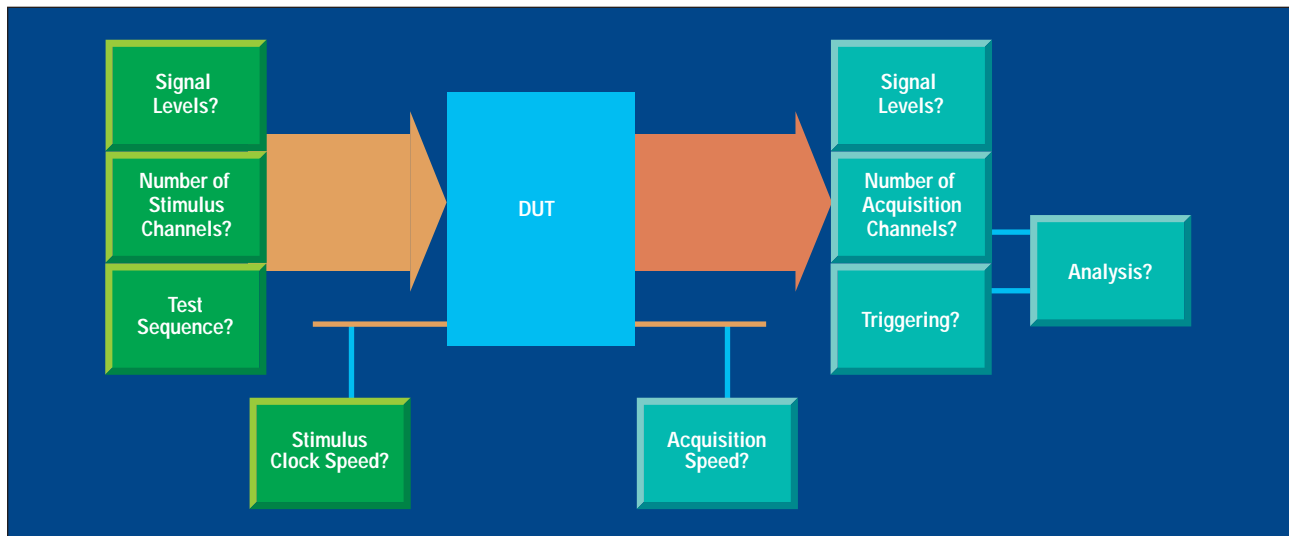 Signal
Levels?
Number of
Stimulus
Channels?
Test
Sequence?
Stimulus
Clock Speed?
DUT
Acquisition
Speed?
Signal
Levels?
Number of
Acquisition
Channels?
Triggering?
Analysis?